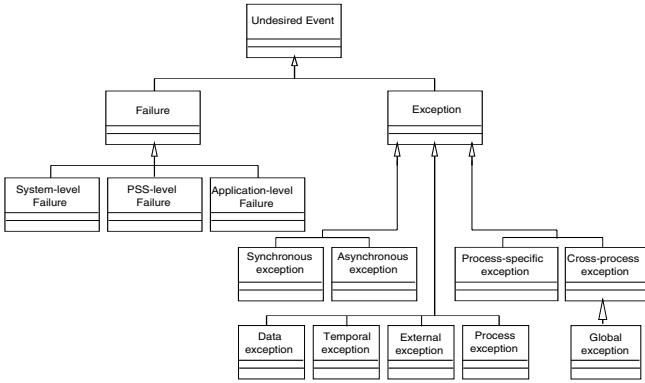 Undesired Event
Failure
Exception
System-level
Failure
PSS-level
Failure
Application-level
Failure
Synchronous
exception
Asynchronous
exception
Process-specific
exception
Cross-process
exception
Data
exception
Temporal
exception
External
exception
Process
exception
Global
exception